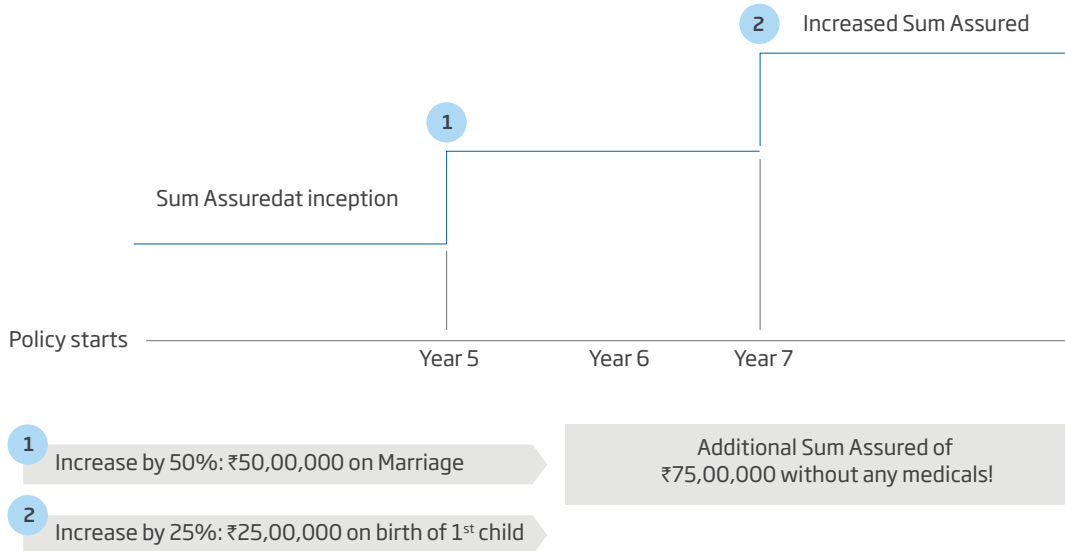 2 Increased Sum Assured
1
Sum Assuredat inception
Policy starts
Year 5 Year 6 Year 7
1
Increase by 50%: ₹50,00,000 on Marriage
2
Increase by 25%: ₹25,00,000 on birth of 1st child
Additional Sum Assured of
₹75,00,000 without any medicals!